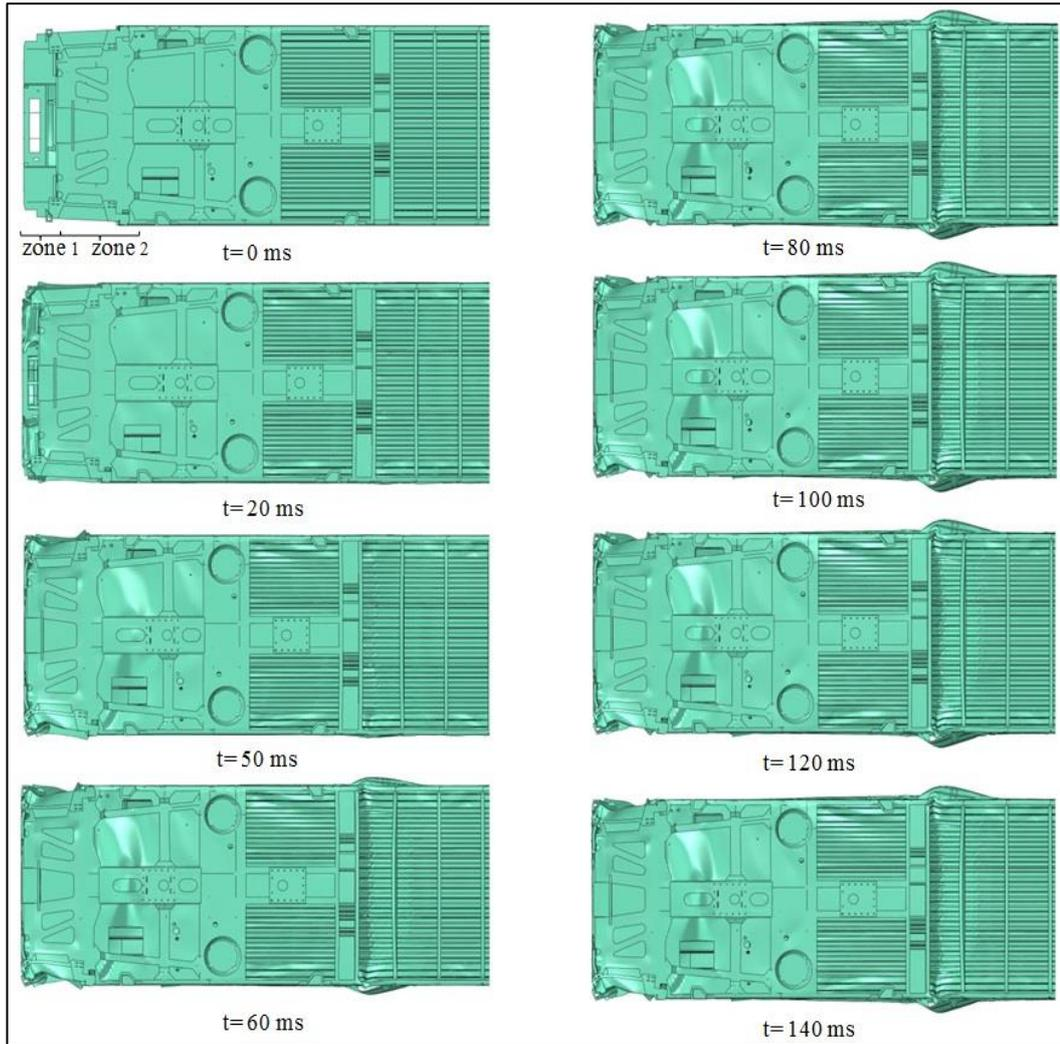 zone 1 zone 2
t= 0 ms
t= 20 ms
t= 50 ms
t= 60 ms
t= 80 ms
t= 100 ms
t= 120 ms
t= 140 ms